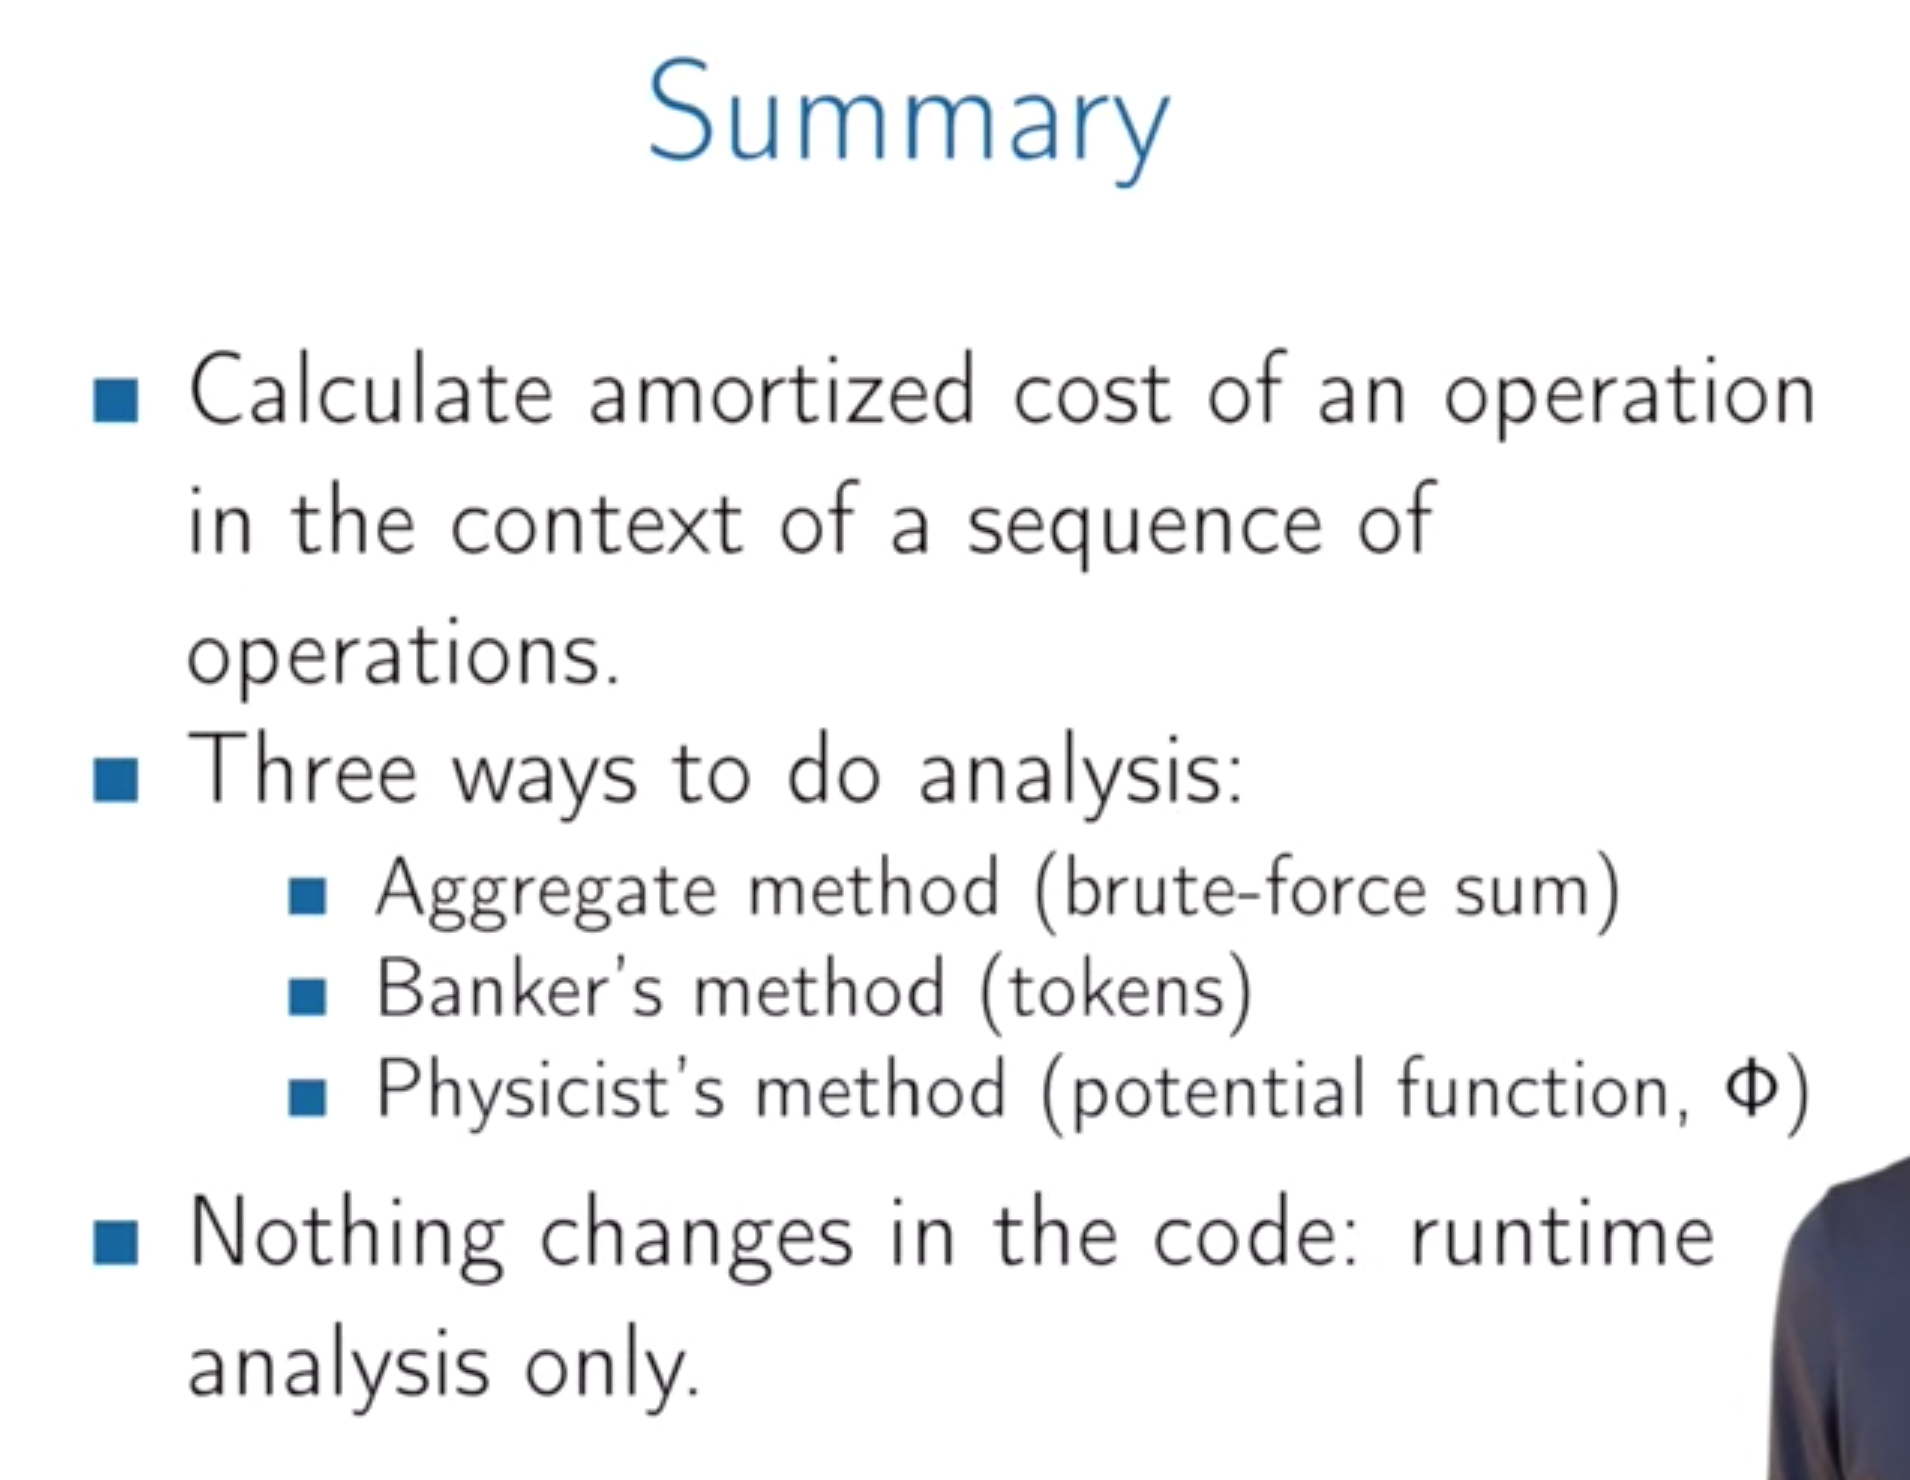 Summary
Calculate amortized cost of an operation
in the context of a sequence of
operations.
Three ways to do analysis:
Aggregate method (brute-force sum)
Banker's method (tokens)
Physicist's method (potential function, Φ)
Nothing changes in the code: runtime
analysis only.